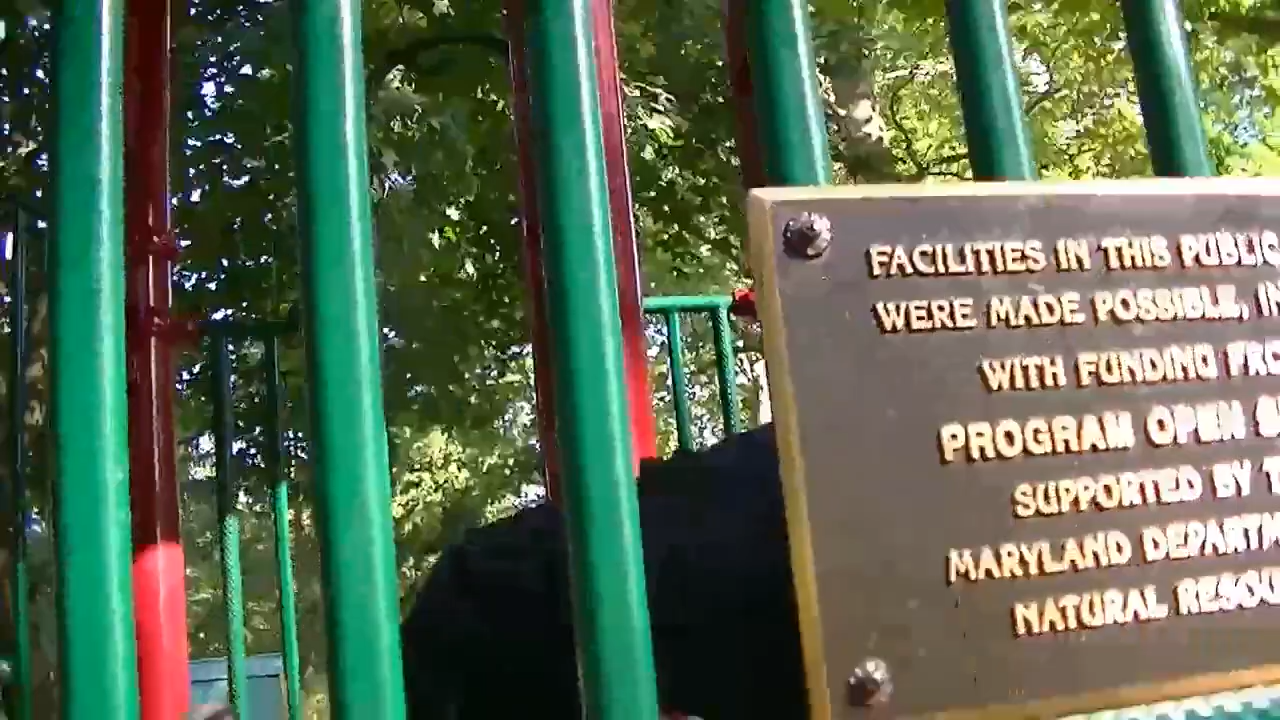 FACILITIES IN THIS PUBLIC
WERE MADE POSSIBLE, IN
WITH FUNDING FRO
PROGRAM OPEN S
SUPPORTED BY T
MARYLAND DEPARTM
NATURAL RESOU